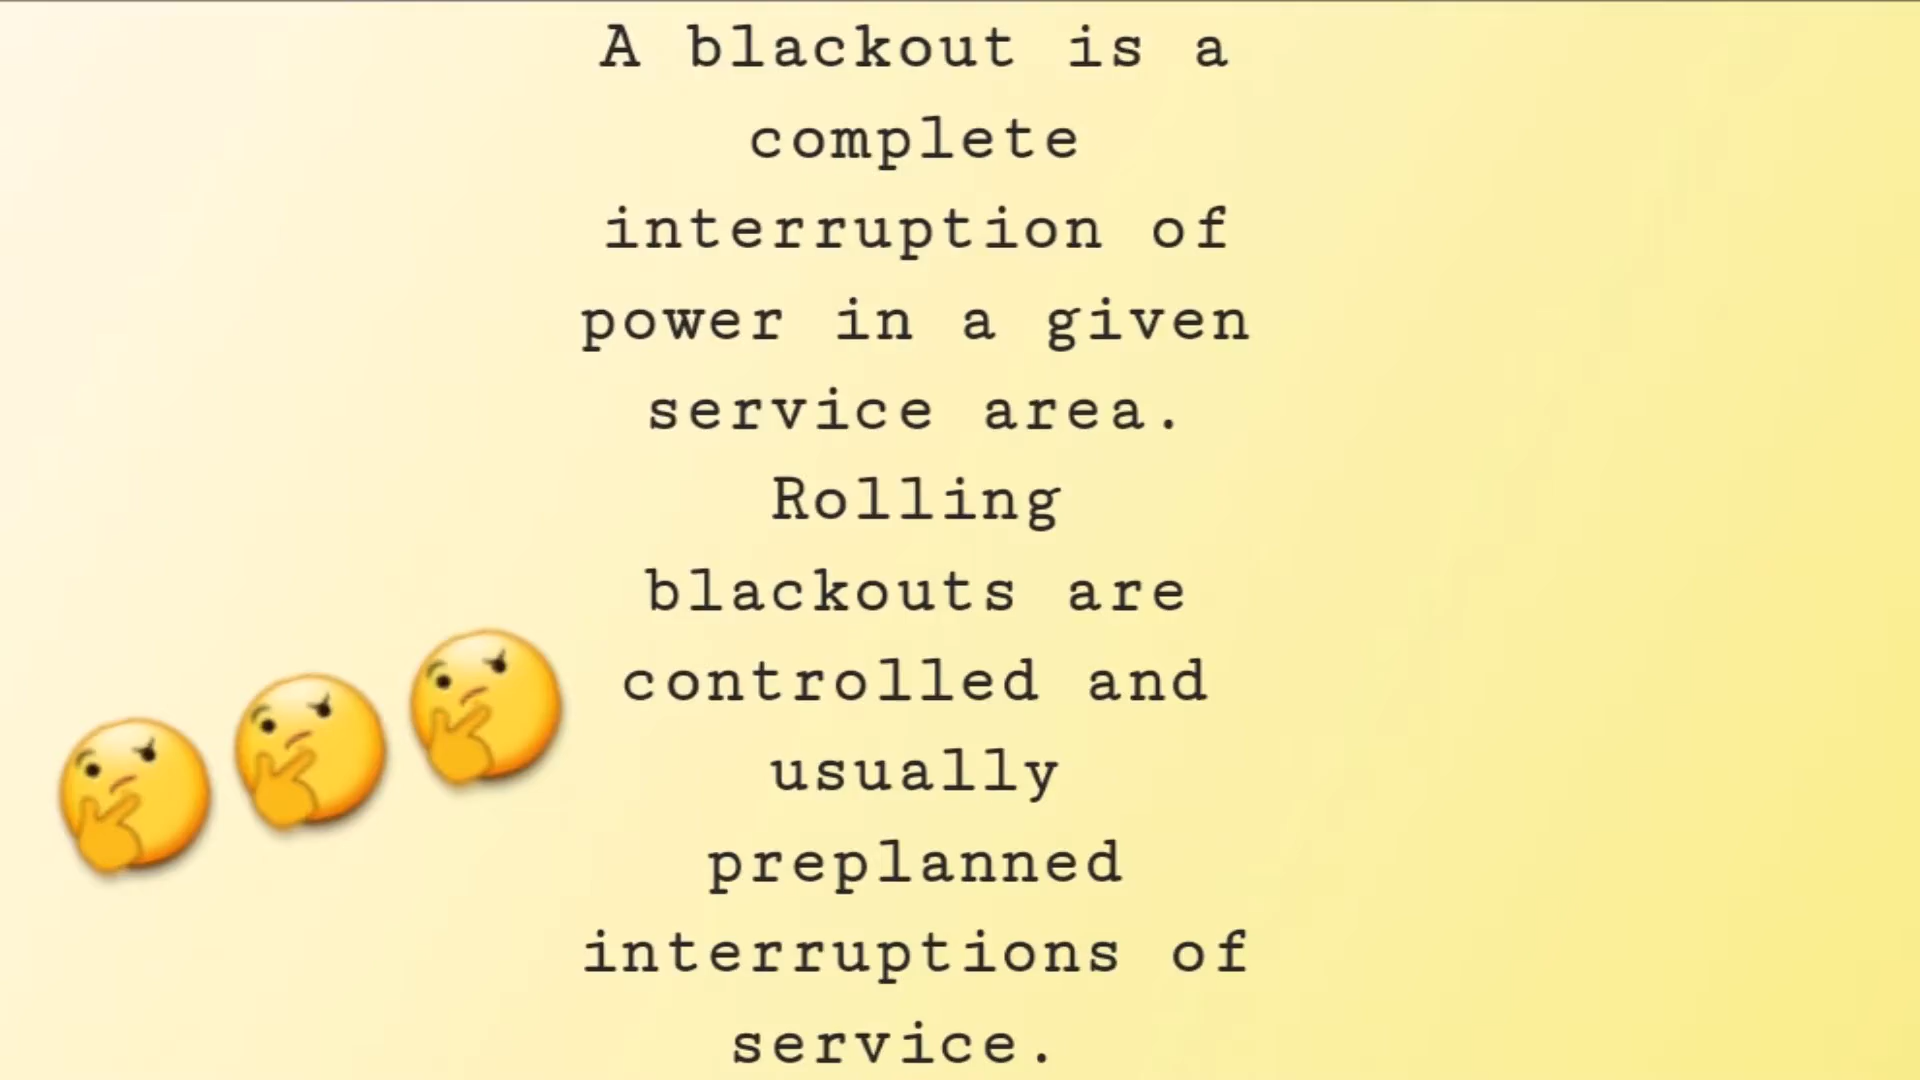 A blackout is a
complete
interruption of
power in a given
service area.
Rolling
blackouts are
controlled and
usually
preplanned
interruptions of
service.